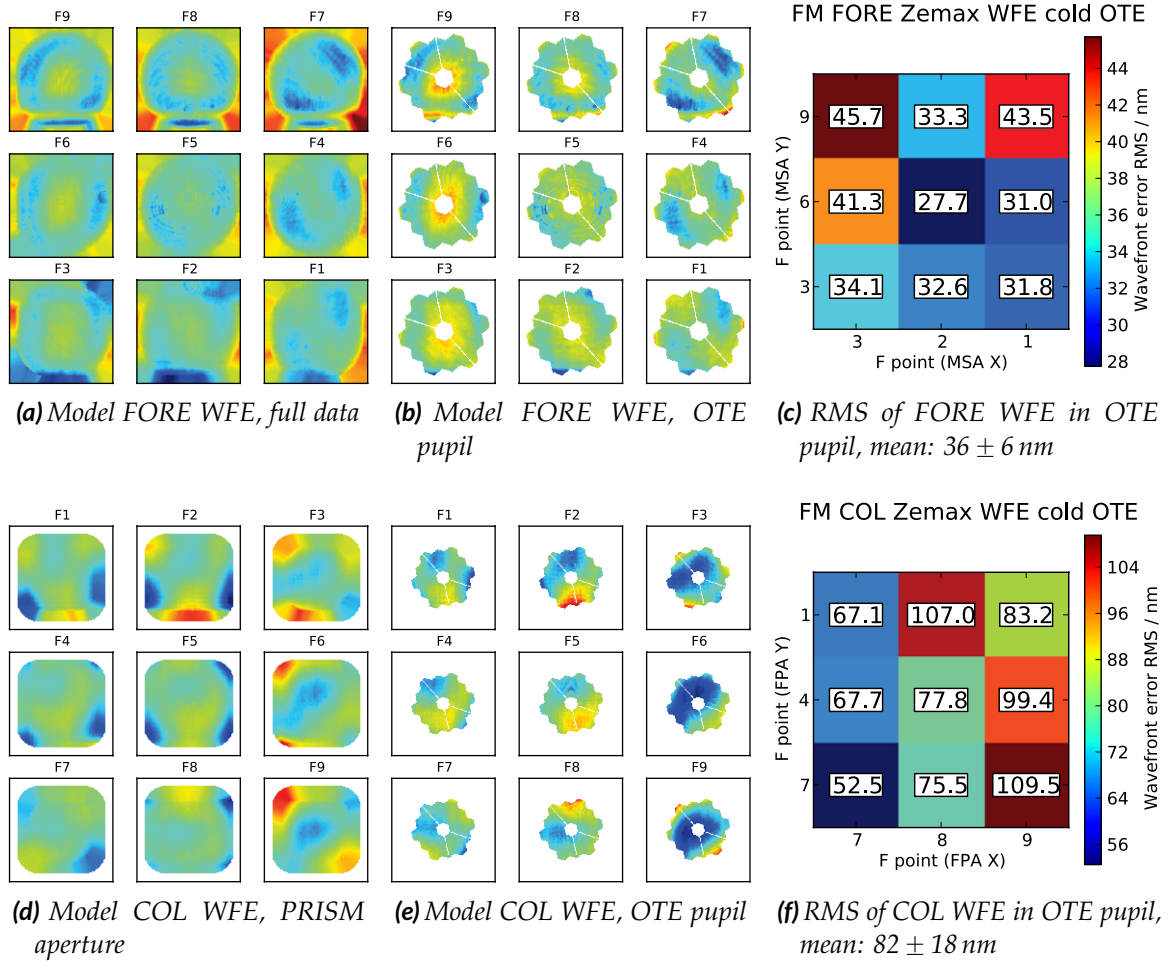 F9 F8 F7
F6 F5 F4
F3 F2 F1
(a) Model FORE WFE, full data
F9 F8 F7
F6 F5 F4
F3 F2 F1
(b) Model FORE WFE, OTE
pupil
FM FORE Zemax WFE cold OTE
F point (MSA Y)
9 45.7 33.3 43.5
6 41.3 27.7 31.0
3 34.1 32.6 31.8
3 2 1
F point (MSA X)
44
42
40
38
36
34
32
30
28
Wavefront error RMS / nm
(c) RMS of FORE WFE in OTE
pupil, mean: 36 ± 6 nm
F1 F2 F3
F4 F5 F6
F7 F8 F9
(d) Model COL WFE, PRISM
aperture
F1 F2 F3
F4 F5 F6
F7 F8 F9
(e) Model COL WFE, OTE pupil
FM COL Zemax WFE cold OTE
F point (FPA Y)
1 67.1 107.0 83.2
4 67.7 77.8 99.4
7 52.5 75.5 109.5
7 8 9
F point (FPA X)
104
96
88
80
72
64
56
Wavefront error RMS / nm
(f) RMS of COL WFE in OTE pupil,
mean: 82 ± 18 nm